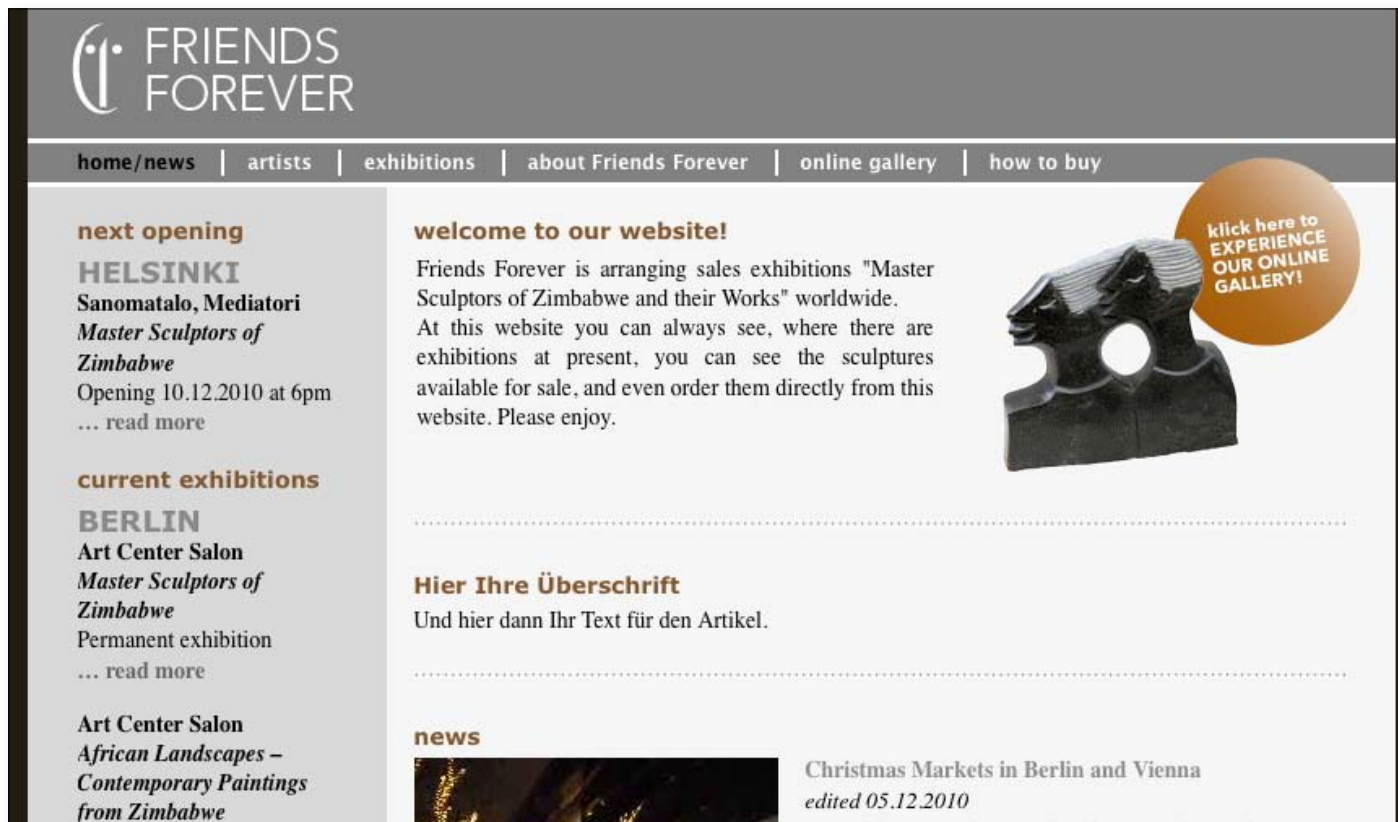 FRIENDS
FOREVER
home/news | artists | exhibitions | about Friends Forever | online gallery | how to buy
next opening
HELSINKI
Sanomatalo, Mediatori
Master Sculptors of
Zimbabwe
Opening 10.12.2010 at 6pm
... read more
current exhibitions
BERLIN
Art Center Salon
Master Sculptors of
Zimbabwe
Permanent exhibition
... read more
Art Center Salon
African Landscapes –
Contemporary Paintings
from Zimbabwe
welcome to our website!
Friends Forever is arranging sales exhibitions "Master
Sculptors of Zimbabwe and their Works" worldwide.
At this website you can always see, where there are
exhibitions at present, you can see the sculptures
available for sale, and even order them directly from this
website. Please enjoy.
klick here to
EXPERIENCE
OUR ONLINE
GALLERY!
Hier Ihre Überschrift
Und hier dann Ihr Text für den Artikel.
news
Christmas Markets in Berlin and Vienna
edited 05.12.2010